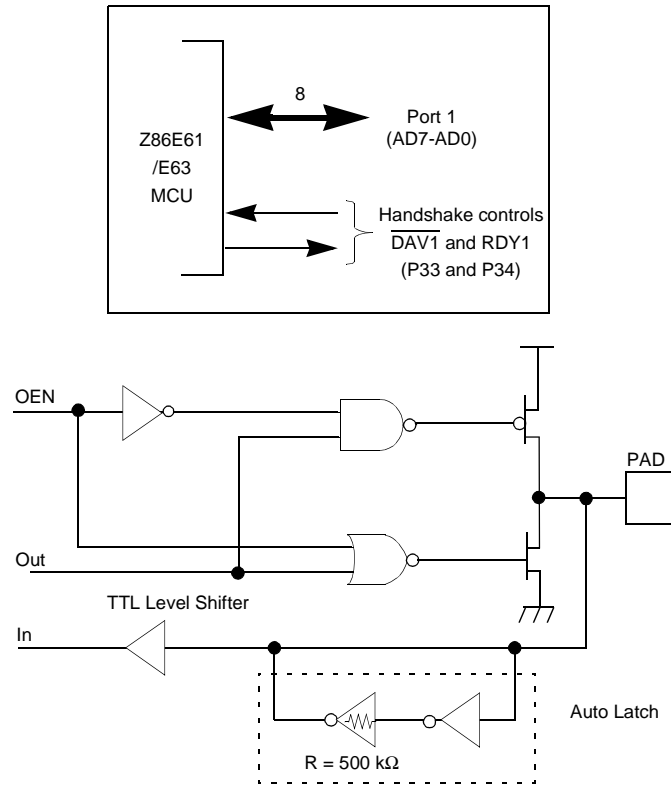 8
Port 1
(AD7-AD0)
Z86E61
/E63
MCU
Handshake controls
DAV1 and RDY1
(P33 and P34)
OEN
PAD
Out
TTL Level Shifter
In
Auto Latch
R = 500 kΩ